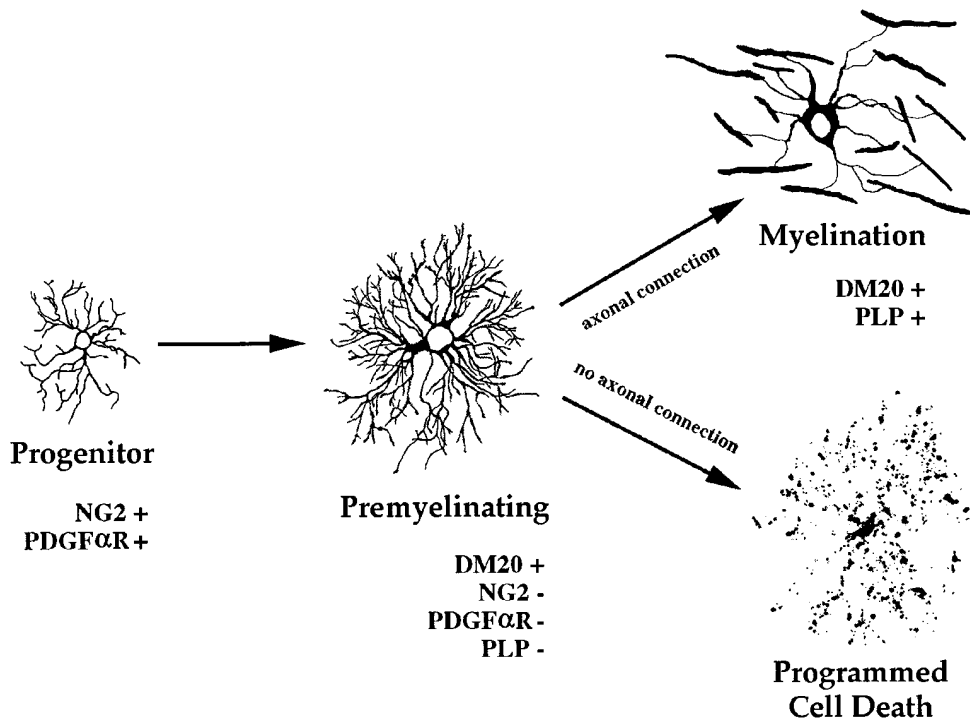 Progenitor
NG2 +
PDGFαR +
Premyelinating
DM20 +
NG2 -
PDGFαR -
PLP -
axonal connection
no axonal connection
Myelination
DM20 +
PLP +
Programmed
Cell Death